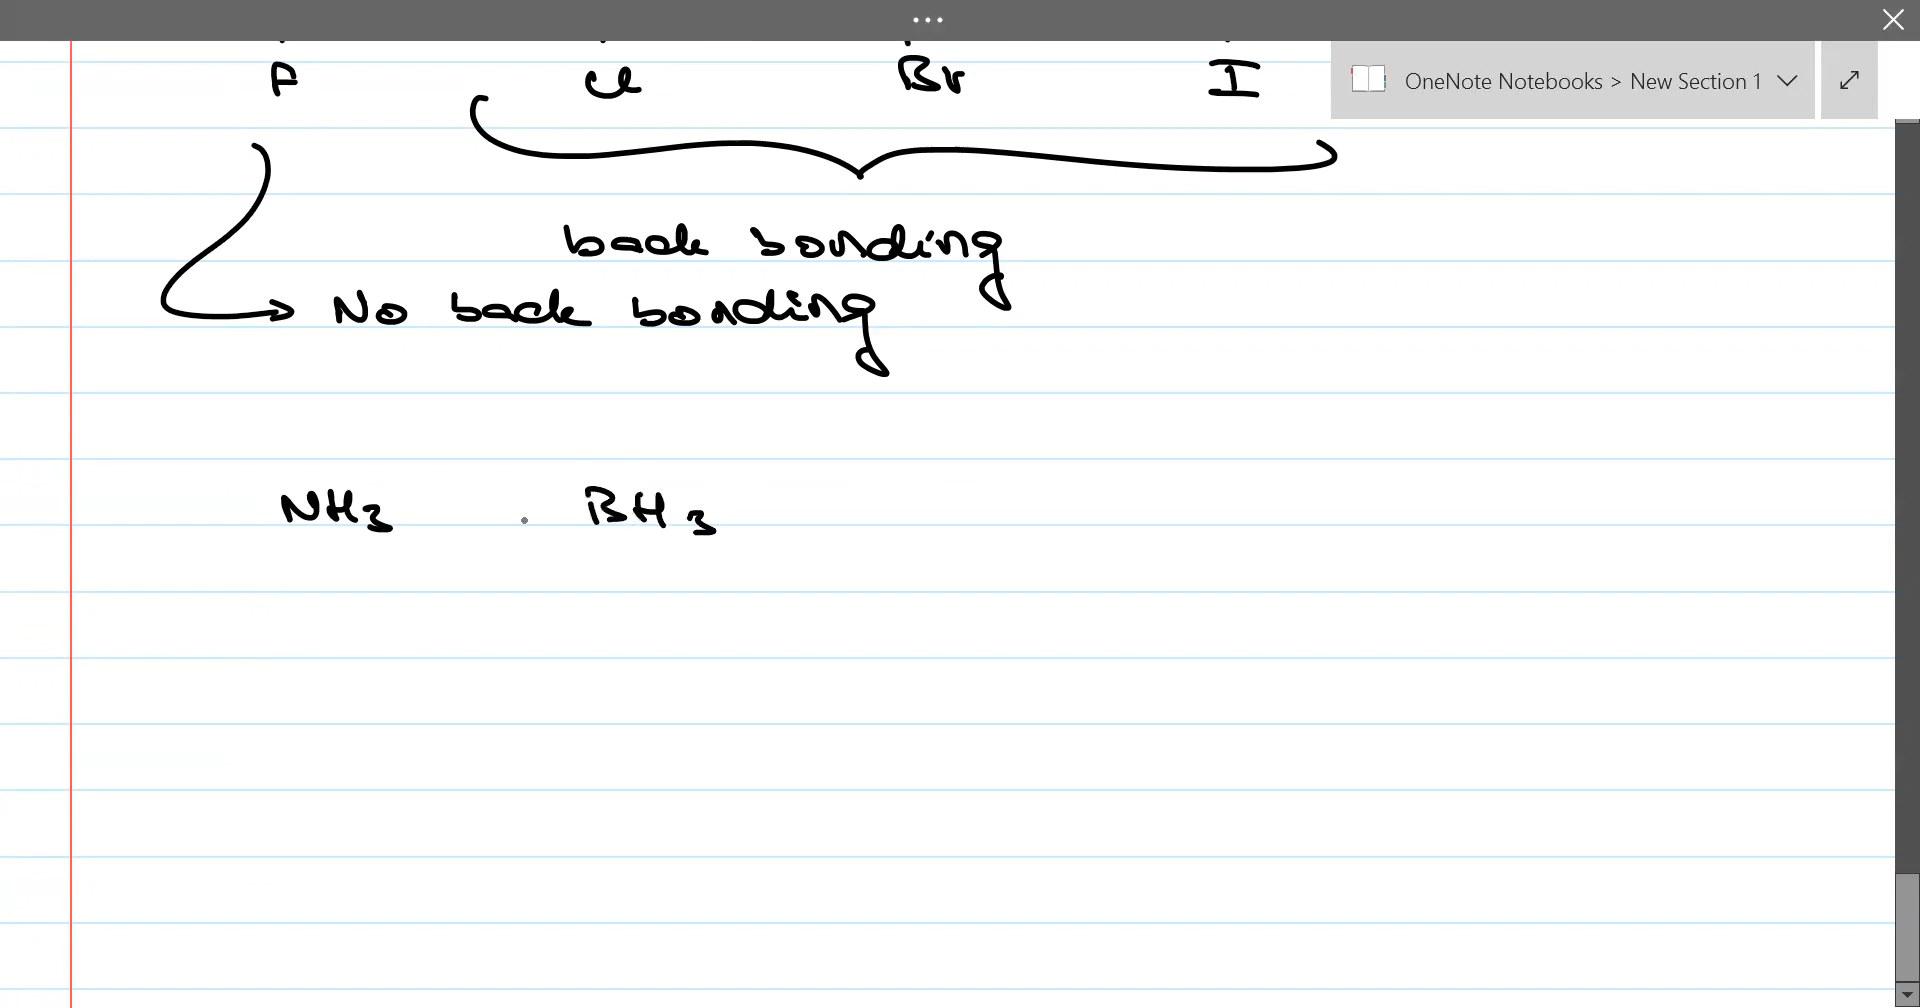 ...
OneNote Notebooks > New Section 1
F Cl Br I
back bonding
No back bonding
NH3 BH3